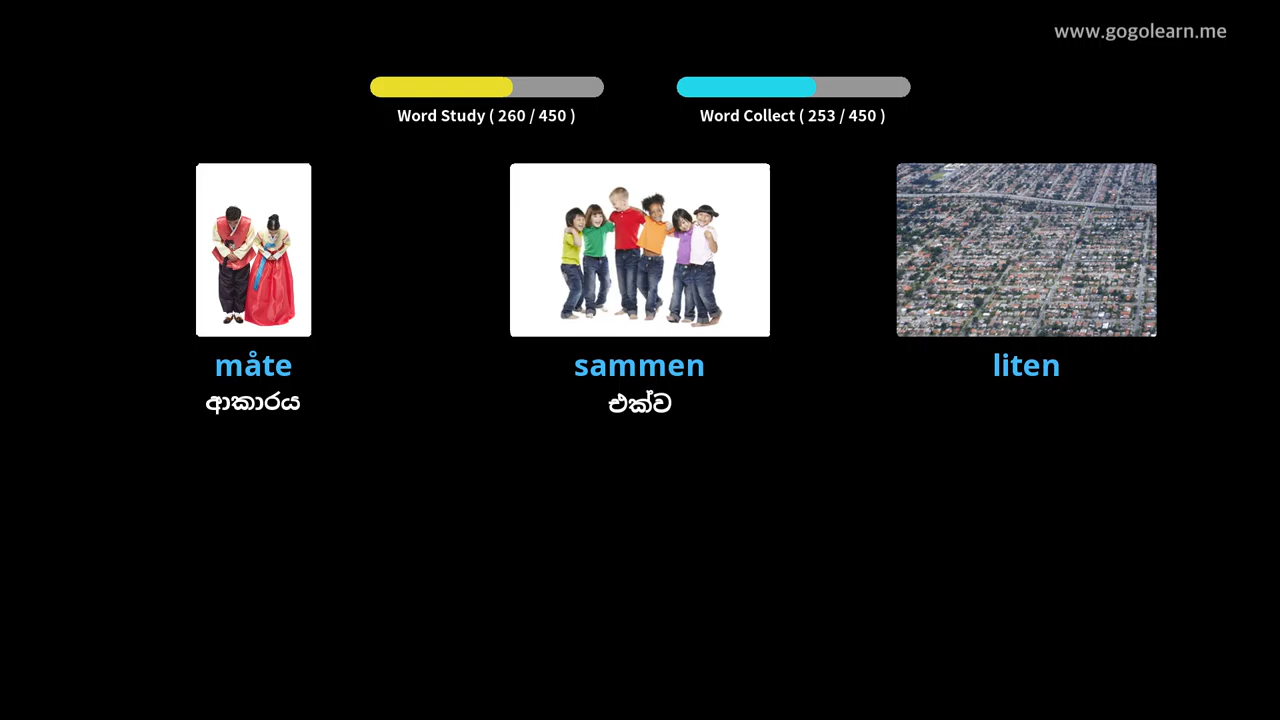 www.gogolearn.me
Word Study ( 260 / 450 )
Word Collect ( 253 / 450 )
måte
ආකාරය
sammen
එක්ව
liten